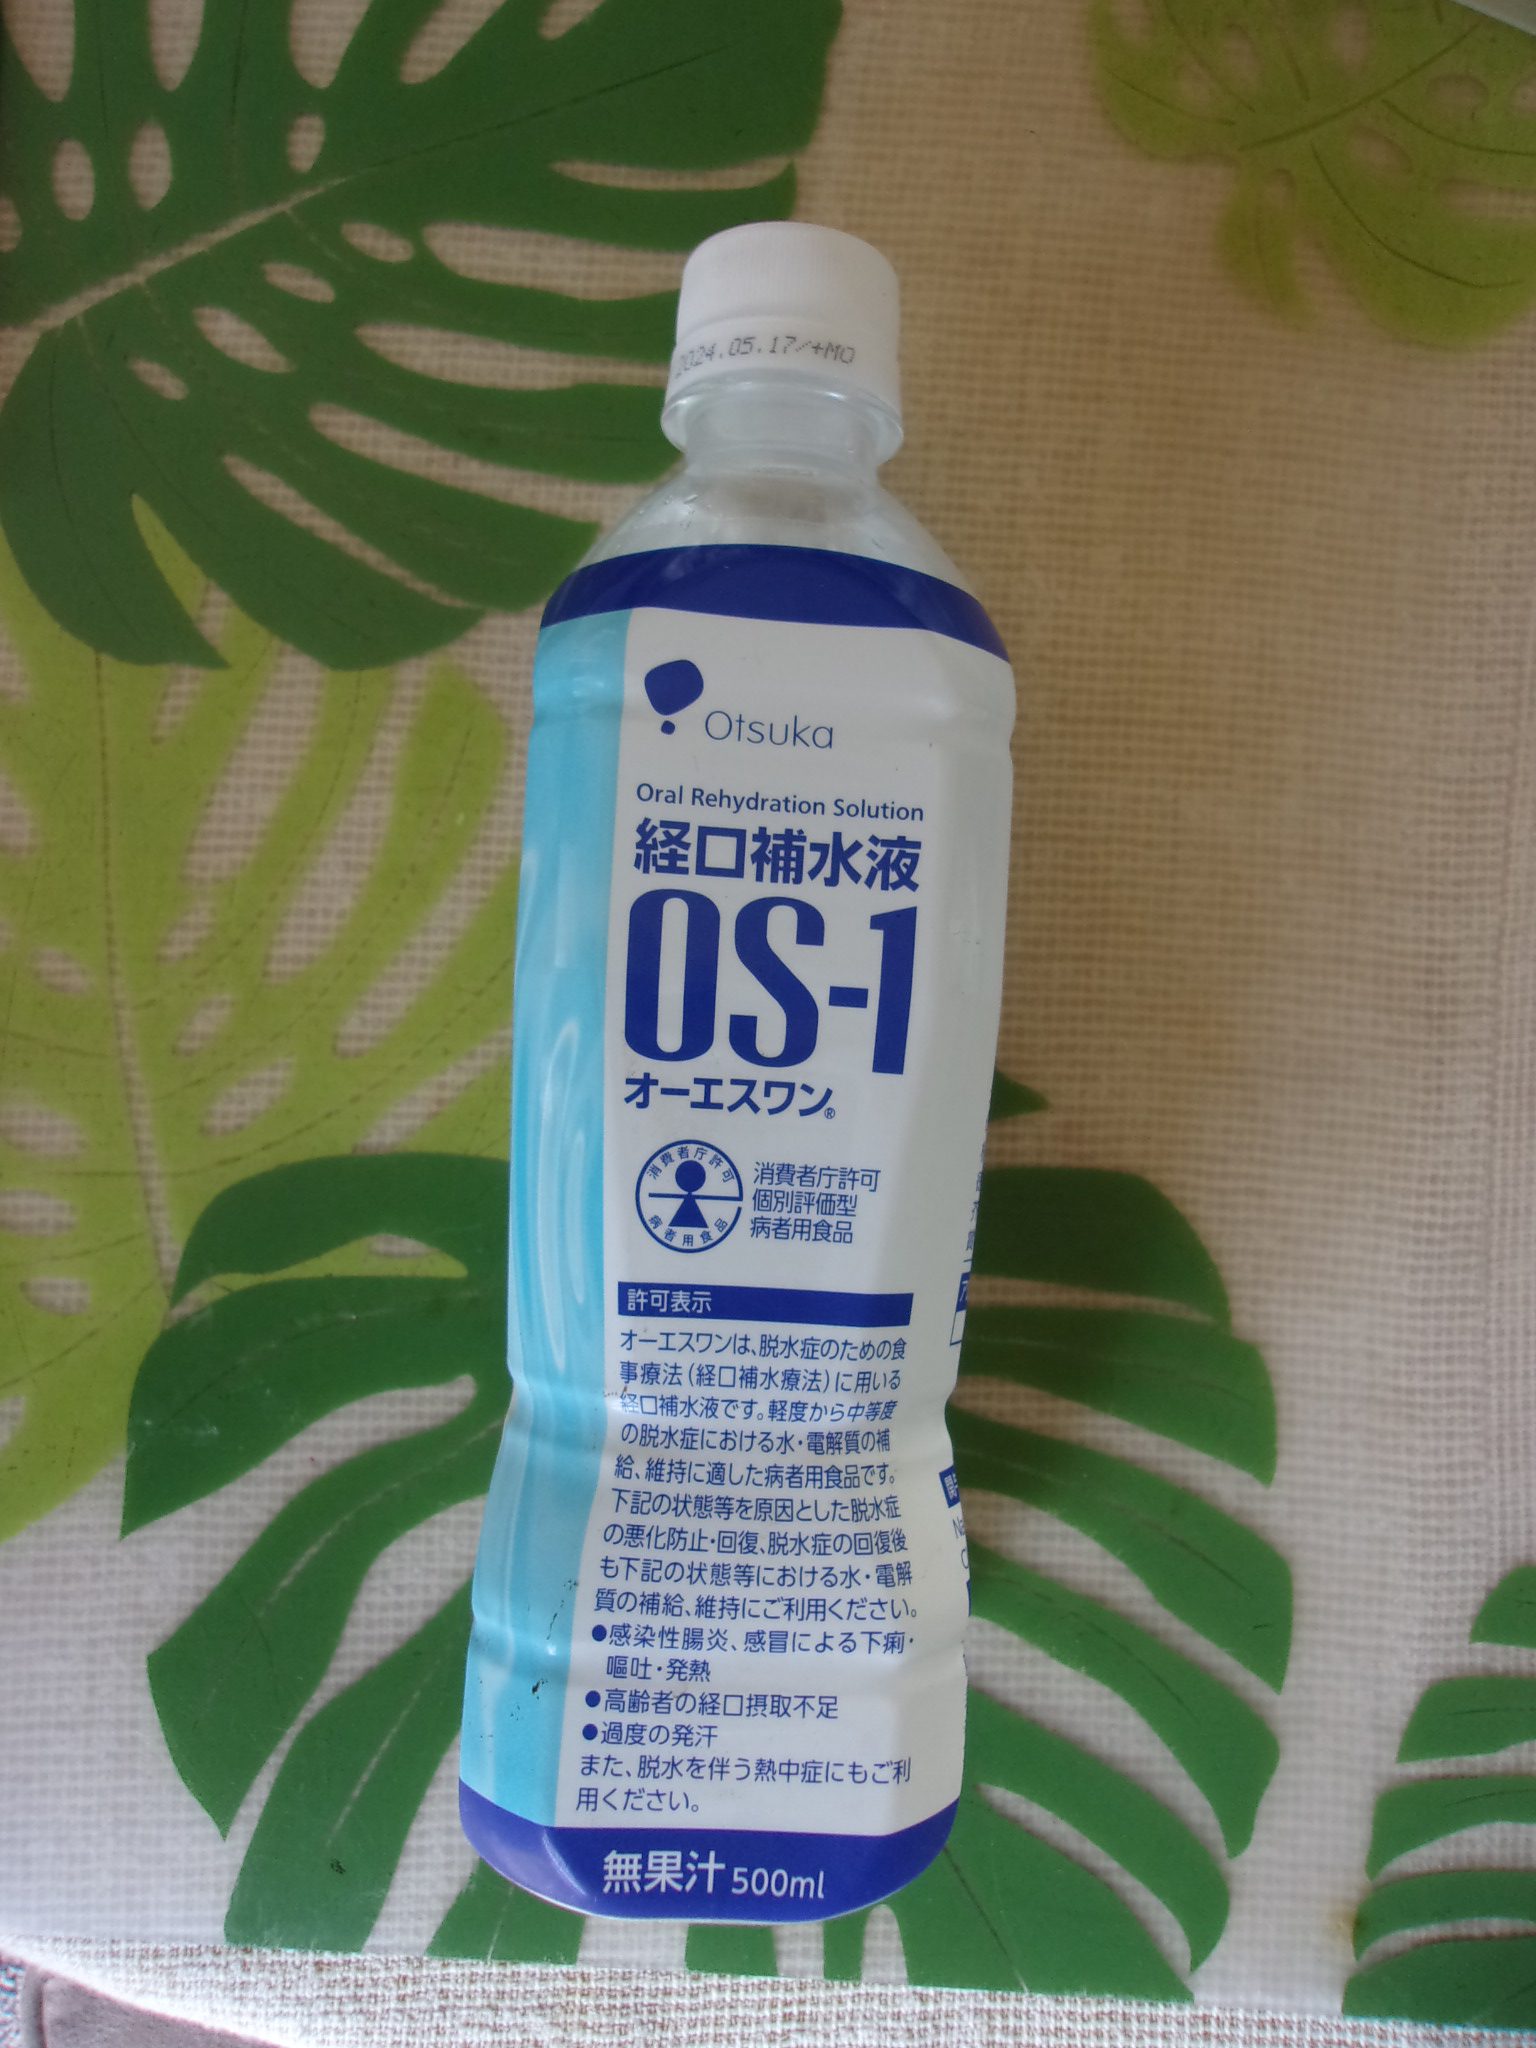 2024.05.17/+MO
Otsuka
Oral Rehydration Solution
経口補水液
OS-1
オーエスワン®
消費者庁許可
病者用食品
消費者庁許可
個別評価型
病者用食品
許可表示
オーエスワンは、脱水症のための食
事療法(経口補水療法)に用いる
経口補水液です。軽度から中等度
の脱水症における水・電解質の補
給、維持に適した病者用食品です。
下記の状態等を原因とした脱水症
の悪化防止・回復、脱水症の回復後
も下記の状態等における水・電解
質の補給、維持にご利用ください。
●感染性腸炎、感冒による下痢・
嘔吐・発熱
●高齢者の経口摂取不足
●過度の発汗
また、脱水を伴う熱中症にもご利
用ください。
無果汁 500ml